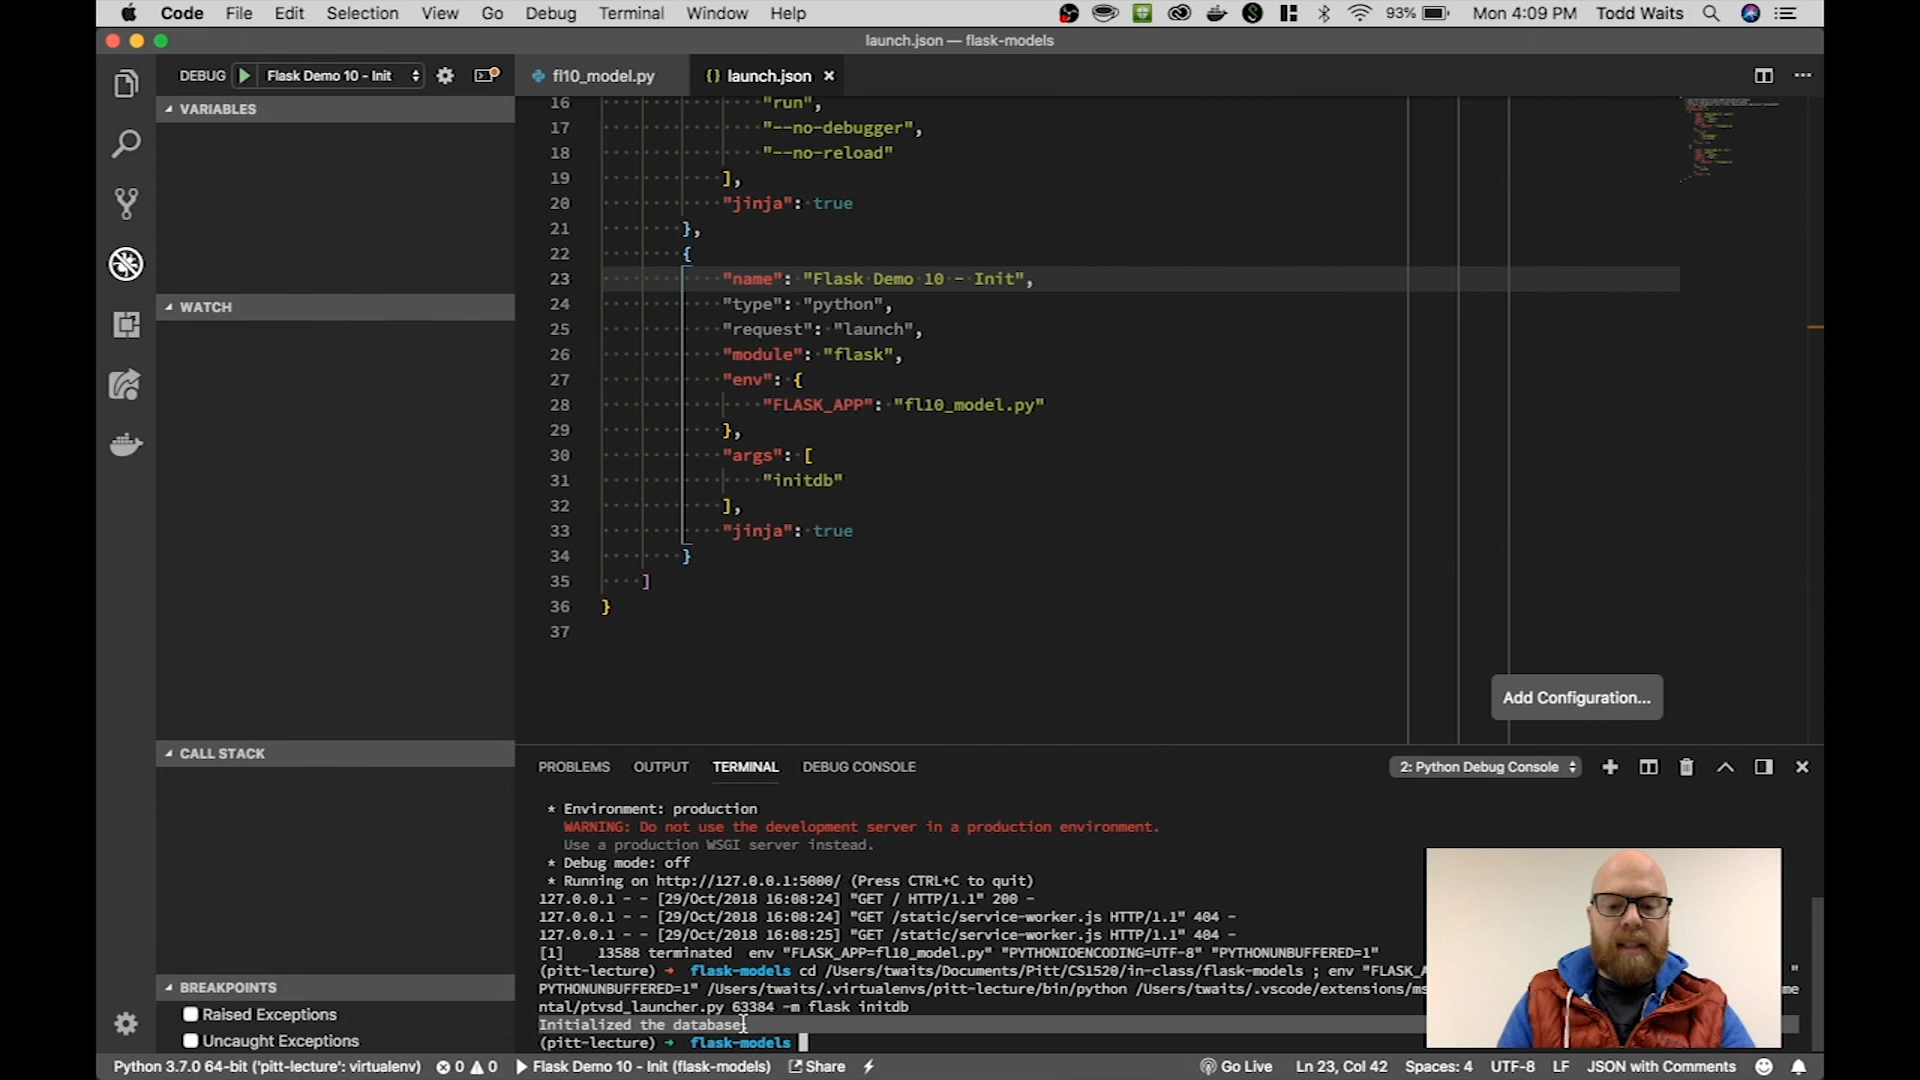 Code File Edit Selection View Go Debug Terminal Window Help 93% Mon 4:09 PM Todd Waits
launch.json — flask-models
DEBUG Flask Demo 10 - Init
fl10_model.py
{} launch.json
VARIABLES
WATCH
CALL STACK
BREAKPOINTS
Raised Exceptions
Uncaught Exceptions
16 "run",
17 "--no-debugger",
18 "--no-reload"
19 ],
20 "jinja": true
21 },
22 {
23 "name": "Flask Demo 10 - Init",
24 "type": "python",
25 "request": "launch",
26 "module": "flask",
27 "env": {
28 "FLASK_APP": "fl10_model.py"
29 },
30 "args": [
31 "initdb"
32 ],
33 "jinja": true
34 }
35 ]
36 }
37
Add Configuration...
PROBLEMS OUTPUT TERMINAL DEBUG CONSOLE 2: Python Debug Console
* Environment: production
WARNING: Do not use the development server in a production environment.
Use a production WSGI server instead.
* Debug mode: off
* Running on http://127.0.0.1:5000/ (Press CTRL+C to quit)
127.0.0.1 - - [29/Oct/2018 16:08:24] "GET / HTTP/1.1" 200 -
127.0.0.1 - - [29/Oct/2018 16:08:24] "GET /static/service-worker.js HTTP/1.1" 404 -
127.0.0.1 - - [29/Oct/2018 16:08:25] "GET /static/service-worker.js HTTP/1.1" 404 -
[1] 13588 terminated env "FLASK_APP=fl10_model.py" "PYTHONIOENCODING=UTF-8" "PYTHONUNBUFFERED=1"
(pitt-lecture) ➜ flask-models cd /Users/twaits/Documents/Pitt/CS1520/in-class/flask-models ; env "FLASK_A "
PYTHONUNBUFFERED=1" /Users/twaits/.virtualenvs/pitt-lecture/bin/python /Users/twaits/.vscode/extensions/ms me
ntal/ptvsd_launcher.py 63384 -m flask initdb
Initialized the database
(pitt-lecture) ➜ flask-models
Python 3.7.0 64-bit ('pitt-lecture': virtualenv) 0 0 Flask Demo 10 - Init (flask-models) Share Go Live Ln 23, Col 42 Spaces: 4 UTF-8 LF JSON with Comments